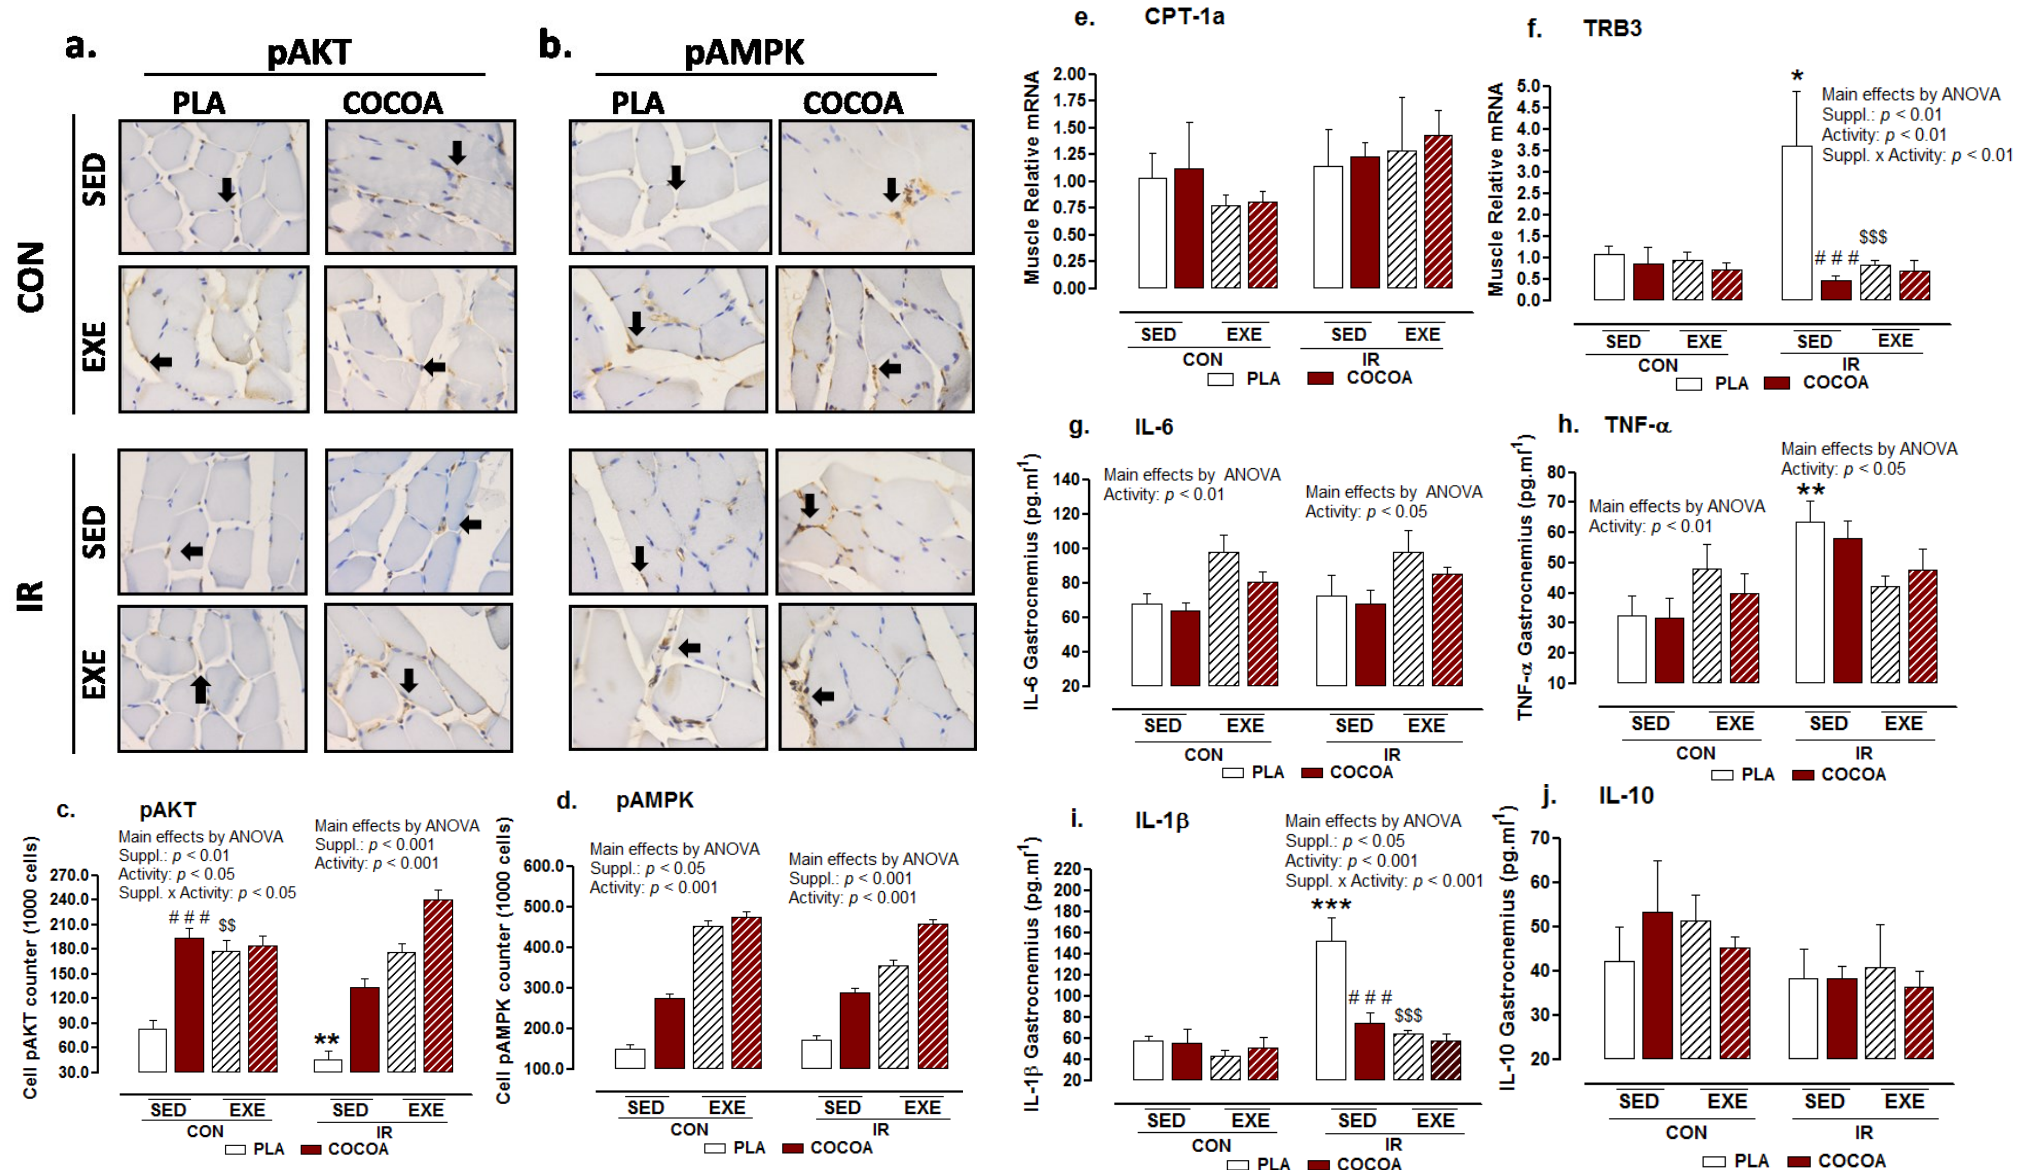 a.
pAKT
PLA COCOA
b.
pAMPK
PLA COCOA
CON
SED
EXE
IR
SED
EXE
c. pAKT
Main effects by ANOVA
Suppl.: p < 0.01
Activity: p < 0.05
Suppl. x Activity: p < 0.05
Main effects by ANOVA
Suppl.: p < 0.001
Activity: p < 0.001
Cell pAKT counter (1000 cells)
270.0
240.0
210.0
180.0
150.0
120.0
90.0
60.0
30.0
# # #
$$
**
SED EXE SED EXE
CON IR
PLA COCOA
d. pAMPK
Main effects by ANOVA
Suppl.: p < 0.05
Activity: p < 0.001
Main effects by ANOVA
Suppl.: p < 0.001
Activity: p < 0.001
Cell pAMPK counter (1000 cells)
600.0
500.0
400.0
300.0
200.0
100.0
SED EXE SED EXE
CON IR
PLA COCOA
e. CPT-1a
Muscle Relative mRNA
2.00
1.75
1.50
1.25
1.00
0.75
0.50
0.25
0.00
SED EXE SED EXE
CON IR
PLA COCOA
f. TRB3
Main effects by ANOVA
Suppl.: p < 0.01
Activity: p < 0.01
Suppl. x Activity: p < 0.01
Muscle Relative mRNA
5.0
4.5
4.0
3.5
3.0
2.5
2.0
1.5
1.0
0.5
0.0
*
# # #
$$$
SED EXE SED EXE
CON IR
PLA COCOA
g. IL-6
Main effects by ANOVA
Activity: p < 0.01
Main effects by ANOVA
Activity: p < 0.05
IL-6 Gastrocnemius (pg.ml1)
140
120
100
80
60
40
20
SED EXE SED EXE
CON IR
PLA COCOA
h. TNF-α
Main effects by ANOVA
Activity: p < 0.01
Main effects by ANOVA
Activity: p < 0.05
TNF-α Gastrocnemius (pg.ml1)
80
70
60
50
40
30
20
10
**
SED EXE SED EXE
CON IR
PLA COCOA
i. IL-1β
Main effects by ANOVA
Suppl.: p < 0.05
Activity: p < 0.001
Suppl. x Activity: p < 0.001
IL-1β Gastrocnemius (pg.ml1)
220
200
180
160
140
120
100
80
60
40
20
***
# # #
$$$
SED EXE SED EXE
CON IR
PLA COCOA
j. IL-10
IL-10 Gastrocnemius (pg.ml1)
70
60
50
40
30
20
SED EXE SED EXE
CON IR
PLA COCOA